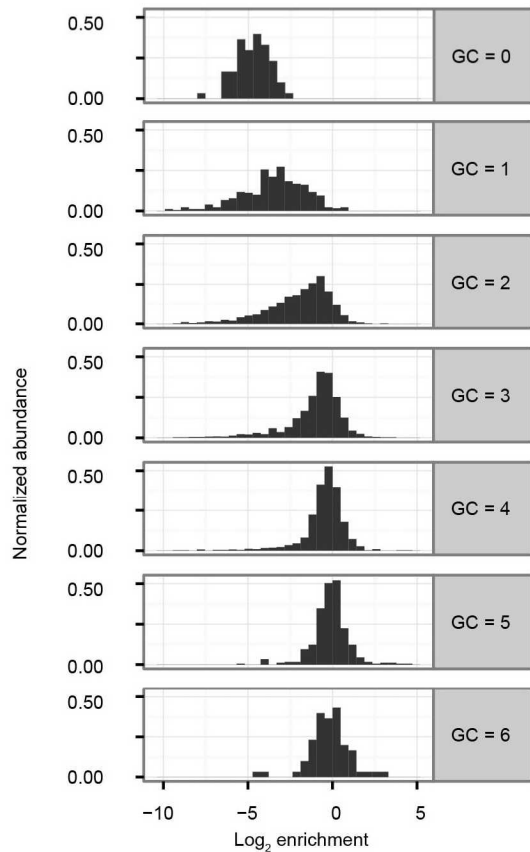 0.50
0.00
GC = 0
0.50
0.00
GC = 1
0.50
0.00
GC = 2
0.50
0.00
GC = 3
0.50
0.00
GC = 4
0.50
0.00
GC = 5
0.50
0.00
GC = 6
Normalized abundance
−10 −5 0 5
Log₂ enrichment